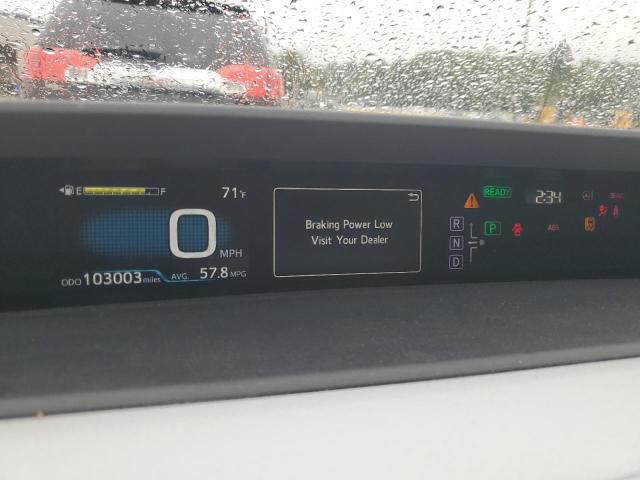 E F
71°F
0 MPH
ODO 103003 miles
AVG. 57.8 MPG
Braking Power Low
Visit Your Dealer
READY
2:34
R
N
D
P
ABS